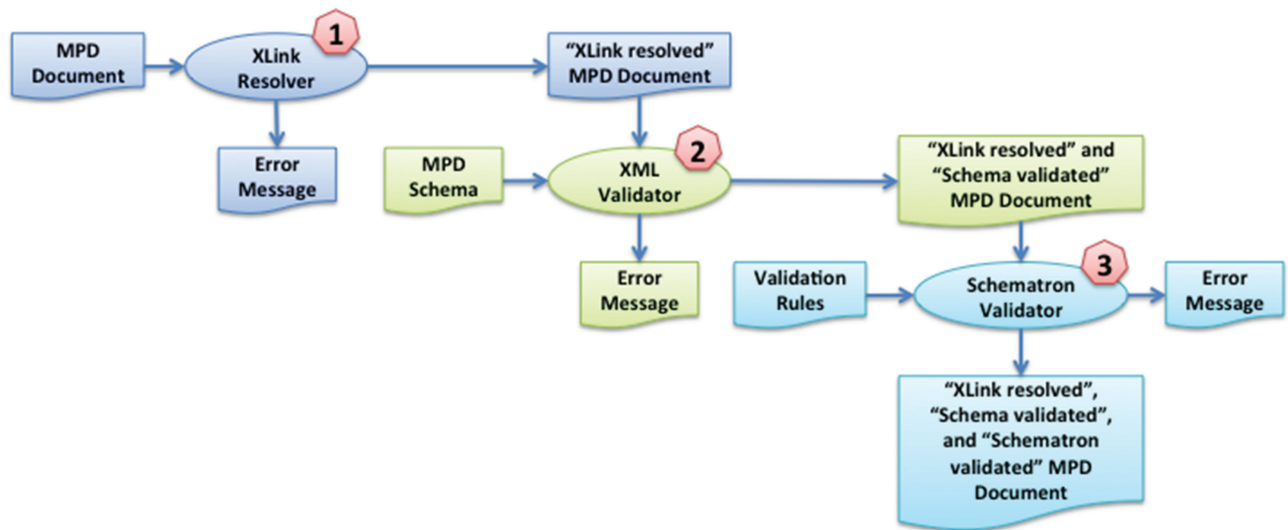 1
MPD
Document
XLink
Resolver
“XLink resolved”
MPD Document
Error
Message
MPD
Schema
2
XML
Validator
“XLink resolved” and
“Schema validated”
MPD Document
Error
Message
Validation
Rules
3
Schematron
Validator
Error
Message
“XLink resolved”,
“Schema validated”,
and “Schematron
validated” MPD
Document